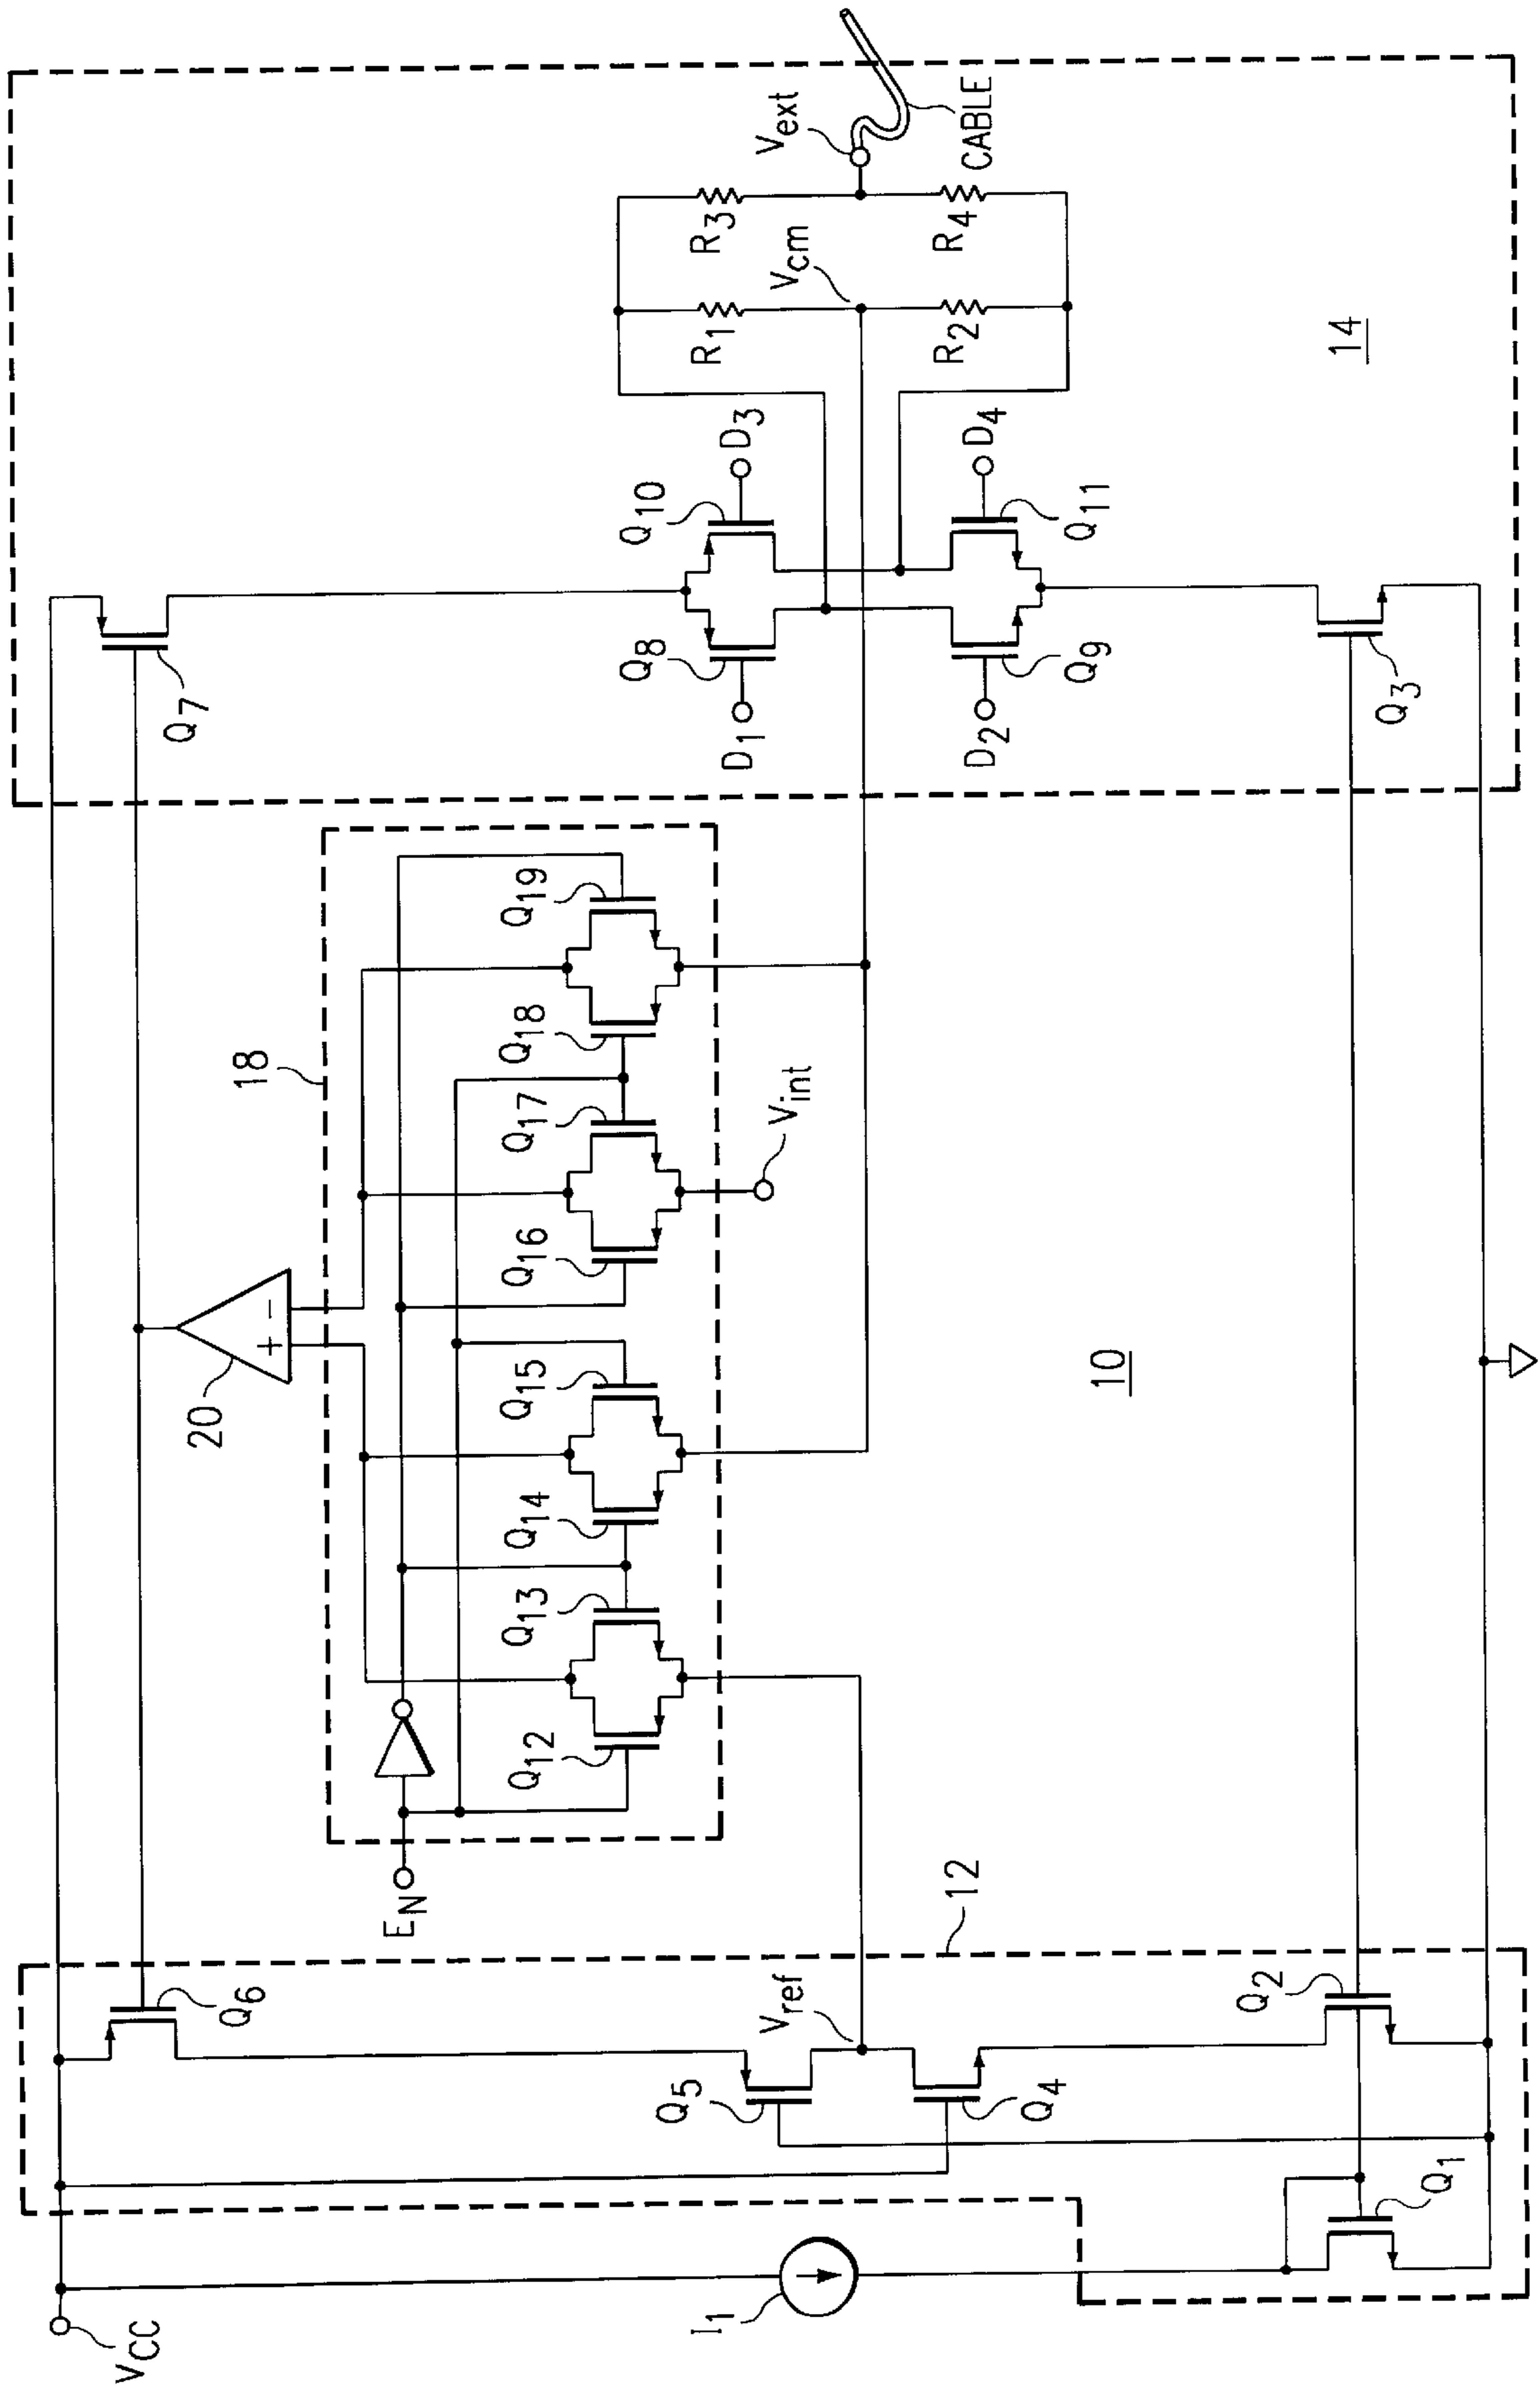 VCC
I1
Q1
Q2
Q3
Q4
Q5
Q6
Q7
Vref
12
EN
20
+ -
18
Q12
Q13
Q14
Q15
Q16
Q17
Q18
Q19
Vint
10
Q8
Q10
Q9
Q11
D1
D3
D2
D4
R1
R3
R2
R4
Vcm
Vext
CABLE
14